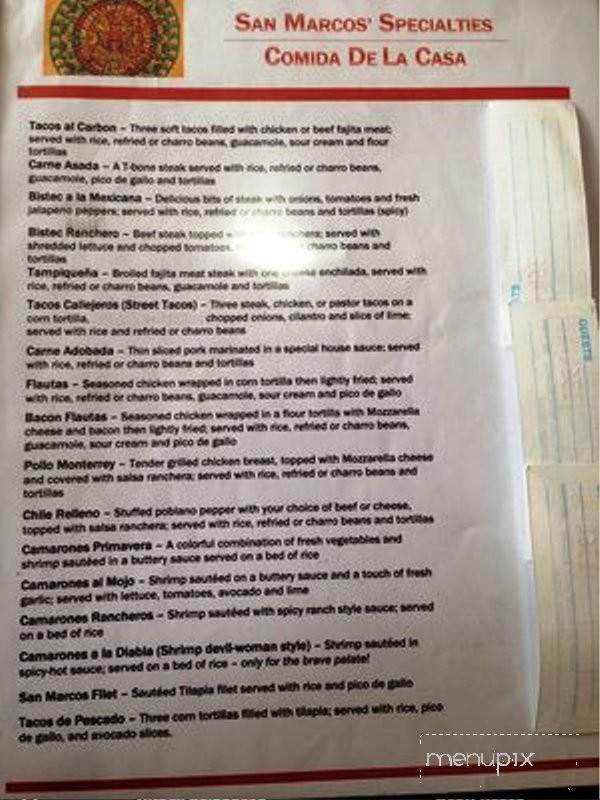 SAN MARCOS' SPECIALTIES
COMIDA DE LA CASA
Tacos al Carbon – Three soft tacos filled with chicken or beef fajita meat;
served with rice, refried or charro beans, guacamole, sour cream and flour
tortillas
Carne Asada – A T-bone steak served with rice, refried or charro beans,
guacamole, pico de gallo and tortillas
Bistec a la Mexicana – Delicious bits of steak with onions, tomatoes and fresh
jalapeno peppers; served with rice, refried or charro beans and tortillas (spicy)
Bistec Ranchero – Beef steak topped ranchera; served with
shredded lettuce and chopped tomatoes, charro beans and
tortillas
Tampiqueña – Broiled fajita meat steak with one cheese enchilada, served with
rice, refried or charro beans, guacamole and tortillas
Tacos Callejeros (Street Tacos) – Three steak, chicken, or pastor tacos on a
corn tortilla, chopped onions, cilantro and slice of lime;
served with rice and refried or charro beans
Carne Adobada – Thin sliced pork marinated in a special house sauce; served
with rice, refried or charro beans and tortillas
Flautas – Seasoned chicken wrapped in corn tortilla then lightly fried; served
with rice, refried or charro beans, guacamole, sour cream and pico de gallo
Bacon Flautas – Seasoned chicken wrapped in a flour tortilla with Mozzarella
cheese and bacon then lightly fried; served with rice, refried or charro beans,
guacamole, sour cream and pico de gallo
Pollo Monterrey – Tender grilled chicken breast, topped with Mozzarella cheese
and covered with salsa ranchera; served with rice, refried or charro beans and
tortillas
Chile Relleno – Stuffed poblano pepper with your choice of beef or cheese,
topped with salsa ranchera; served with rice, refried or charro beans and tortillas
Camarones Primavera – A colorful combination of fresh vegetables and
shrimp sautéed in a buttery sauce served on a bed of rice
Camarones al Mojo – Shrimp sautéed on a buttery sauce and a touch of fresh
garlic; served with lettuce, tomatoes, avocado and lime
Camarones Rancheros – Shrimp sautéed with spicy ranch style sauce; served
on a bed of rice
Camarones a la Diabla (Shrimp devil-woman style) – Shrimp sautéed in
spicy-hot sauce; served on a bed of rice – only for the brave palate!
San Marcos Filet – Sautéed Tilapia filet served with rice and pico de gallo
Tacos de Pescado – Three corn tortillas filled with tilapia; served with rice, pico
de gallo, and avocado slices.
GUESTS
menupix